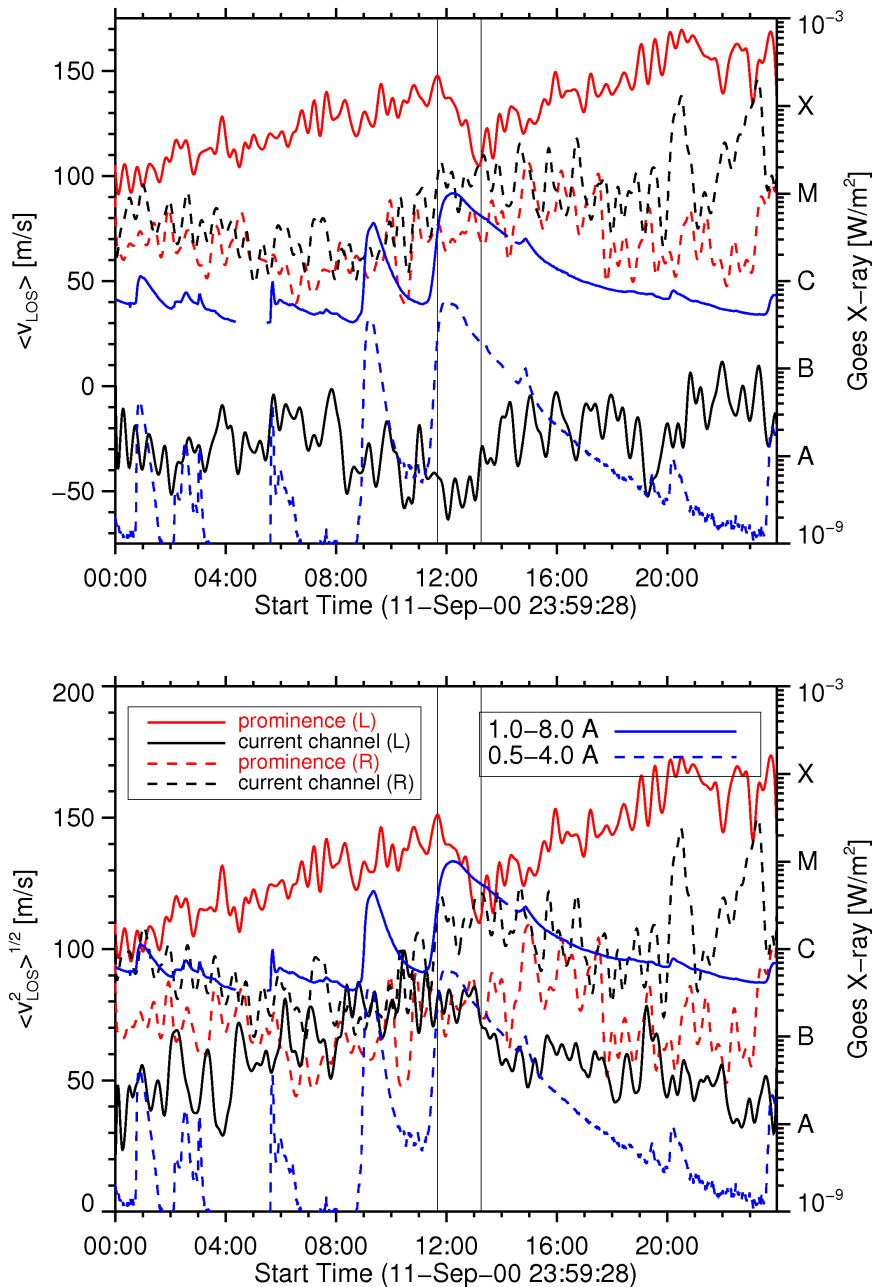 150
100
50
0
−50
<v_LOS> [m/s]
10^−3
X
M
C
B
A
10^−9
Goes X−ray [W/m^2]
00:00 04:00 08:00 12:00 16:00 20:00
Start Time (11−Sep−00 23:59:28)
200
150
100
50
0
<v^2_LOS>^1/2 [m/s]
prominence (L)
current channel (L)
prominence (R)
current channel (R)
1.0−8.0 A
0.5−4.0 A
10^−3
X
M
C
B
A
10^−9
Goes X−ray [W/m^2]
00:00 04:00 08:00 12:00 16:00 20:00
Start Time (11−Sep−00 23:59:28)